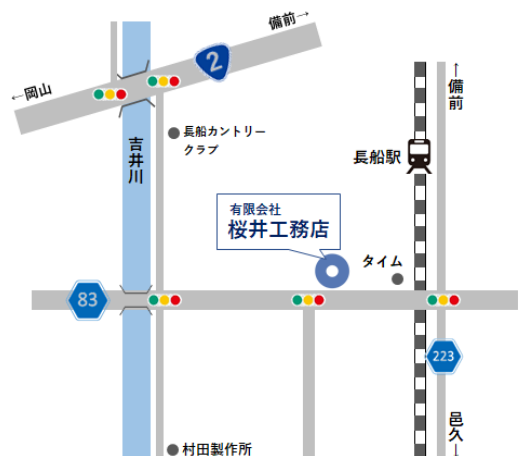 備前→
2
←岡山
←備前
長船カントリー
クラブ
吉井川
長船駅
有限会社
桜井工務店
タイム
83
223
邑久→
村田製作所